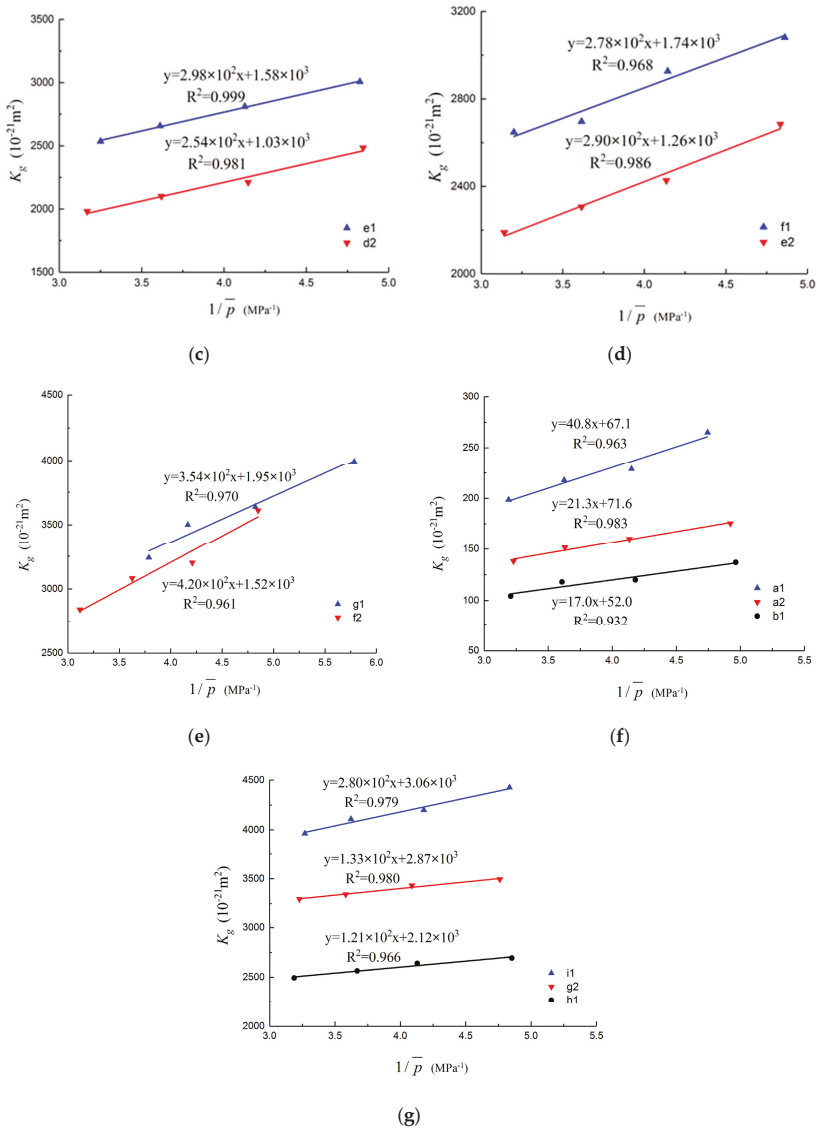 3500
3000
2500
2000
1500
K_g (10⁻²¹m²)
y=2.98×10²x+1.58×10³
R²=0.999
y=2.54×10²x+1.03×10³
R²=0.981
e1
d2
3.0 3.5 4.0 4.5 5.0
1/p̅ (MPa⁻¹)
(c)
3200
2800
2400
2000
K_g (10⁻²¹m²)
y=2.78×10²x+1.74×10³
R²=0.968
y=2.90×10²x+1.26×10³
R²=0.986
f1
e2
3.0 3.5 4.0 4.5 5.0
1/p̅ (MPa⁻¹)
(d)
4500
4000
3500
3000
2500
K_g (10⁻²¹m²)
y=3.54×10²x+1.95×10³
R²=0.970
y=4.20×10²x+1.52×10³
R²=0.961
g1
f2
3.0 3.5 4.0 4.5 5.0 5.5 6.0
1/p̅ (MPa⁻¹)
(e)
300
250
200
150
100
50
K_g (10⁻²¹m²)
y=40.8x+67.1
R²=0.963
y=21.3x+71.6
R²=0.983
y=17.0x+52.0
R²=0.932
a1
a2
b1
3.0 3.5 4.0 4.5 5.0 5.5
1/p̅ (MPa⁻¹)
(f)
4500
4000
3500
3000
2500
2000
K_g (10⁻²¹m²)
y=2.80×10²x+3.06×10³
R²=0.979
y=1.33×10²x+2.87×10³
R²=0.980
y=1.21×10²x+2.12×10³
R²=0.966
i1
g2
h1
3.0 3.5 4.0 4.5 5.0 5.5
1/p̅ (MPa⁻¹)
(g)